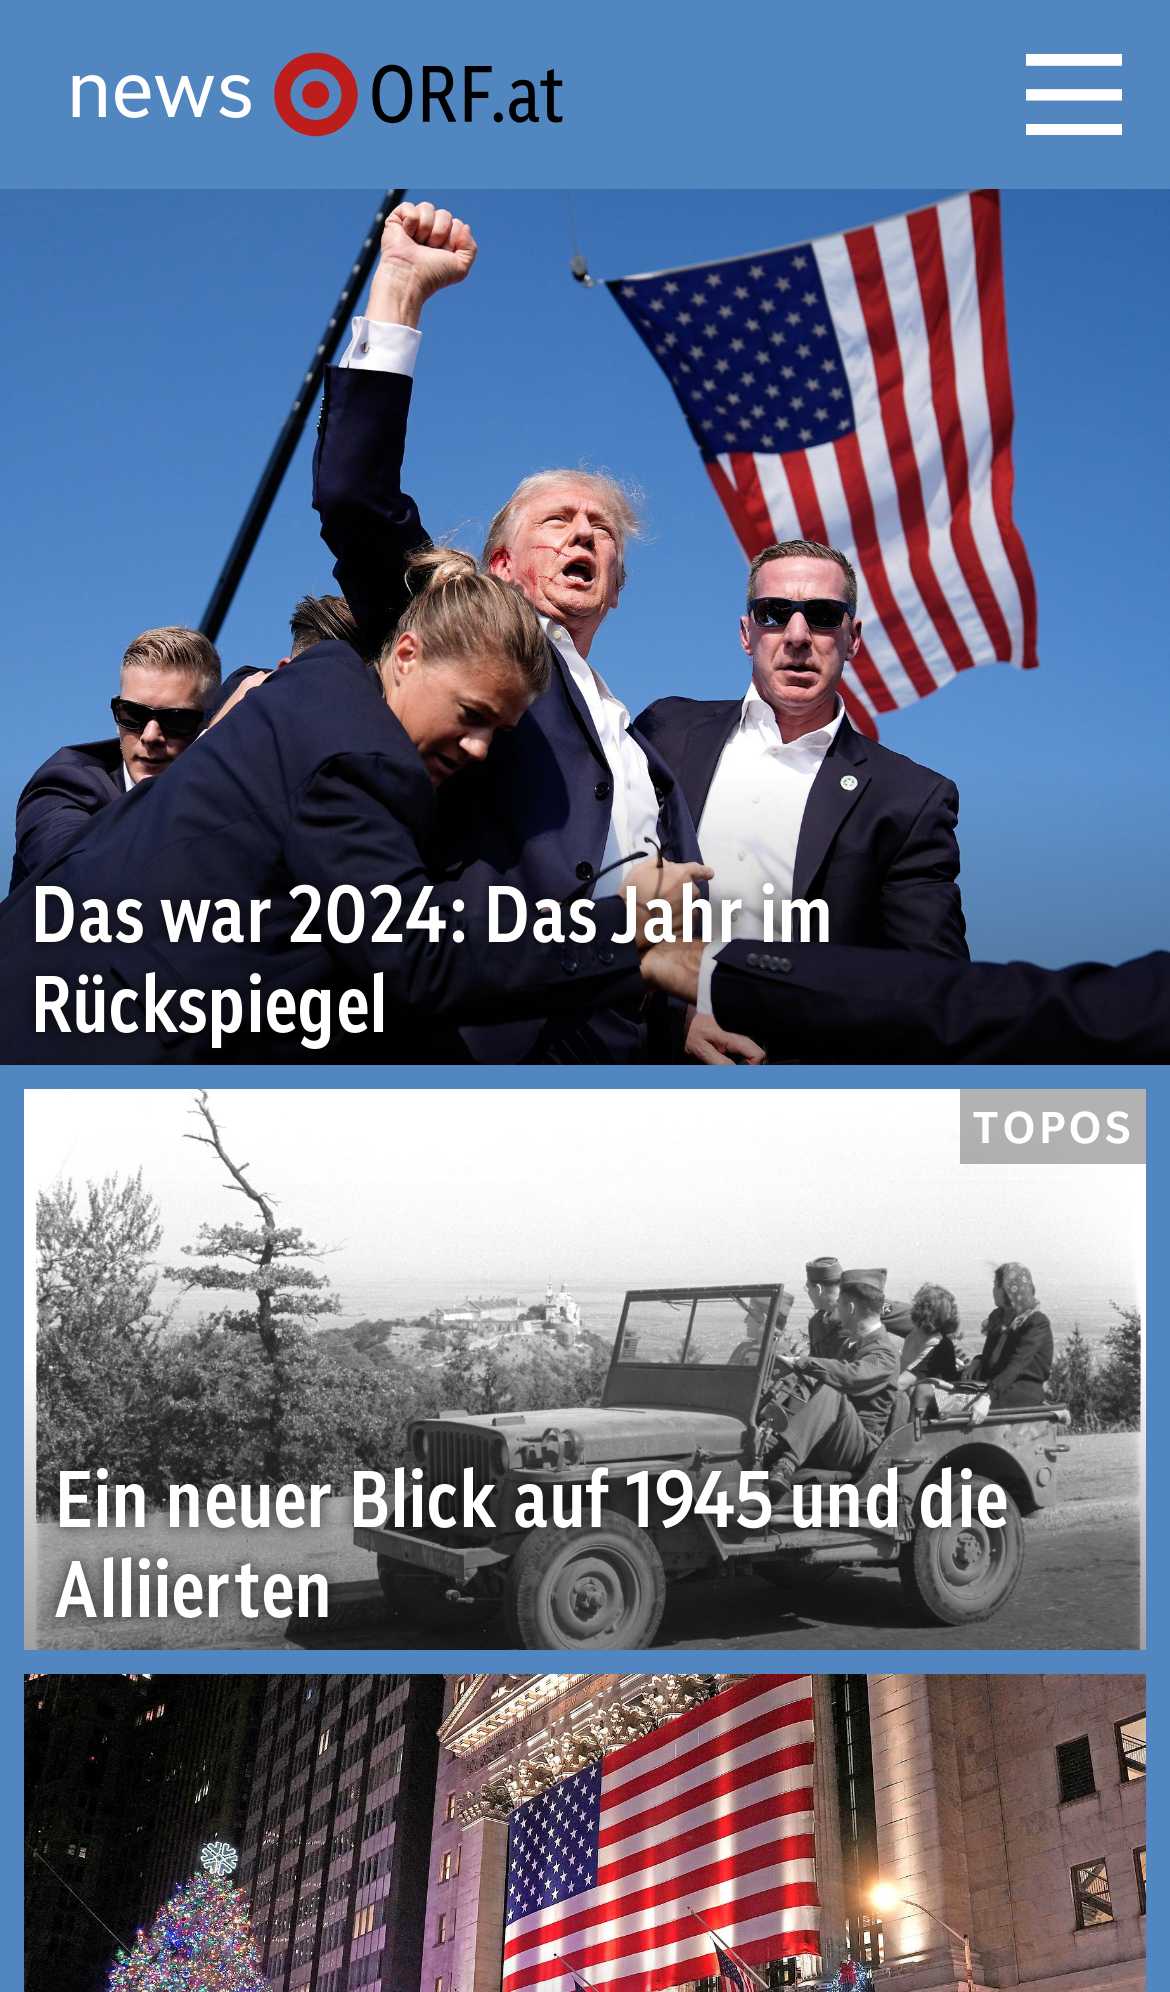 news ORF.at
Das war 2024: Das Jahr im
Rückspiegel
TOPOS
Ein neuer Blick auf 1945 und die
Alliierten